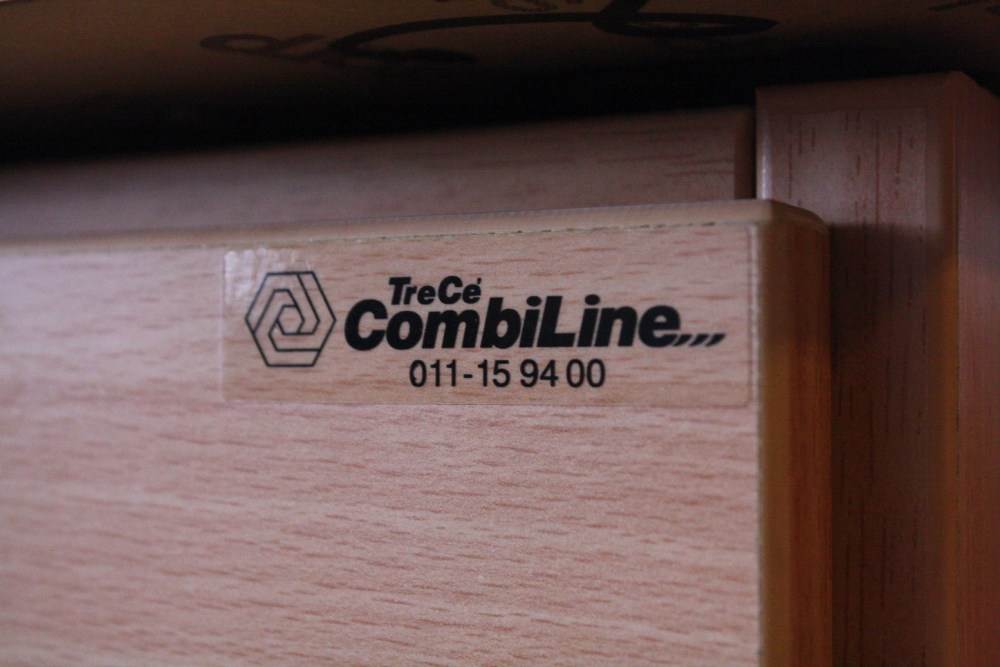 TreCé
CombiLine,,,
011-15 94 00